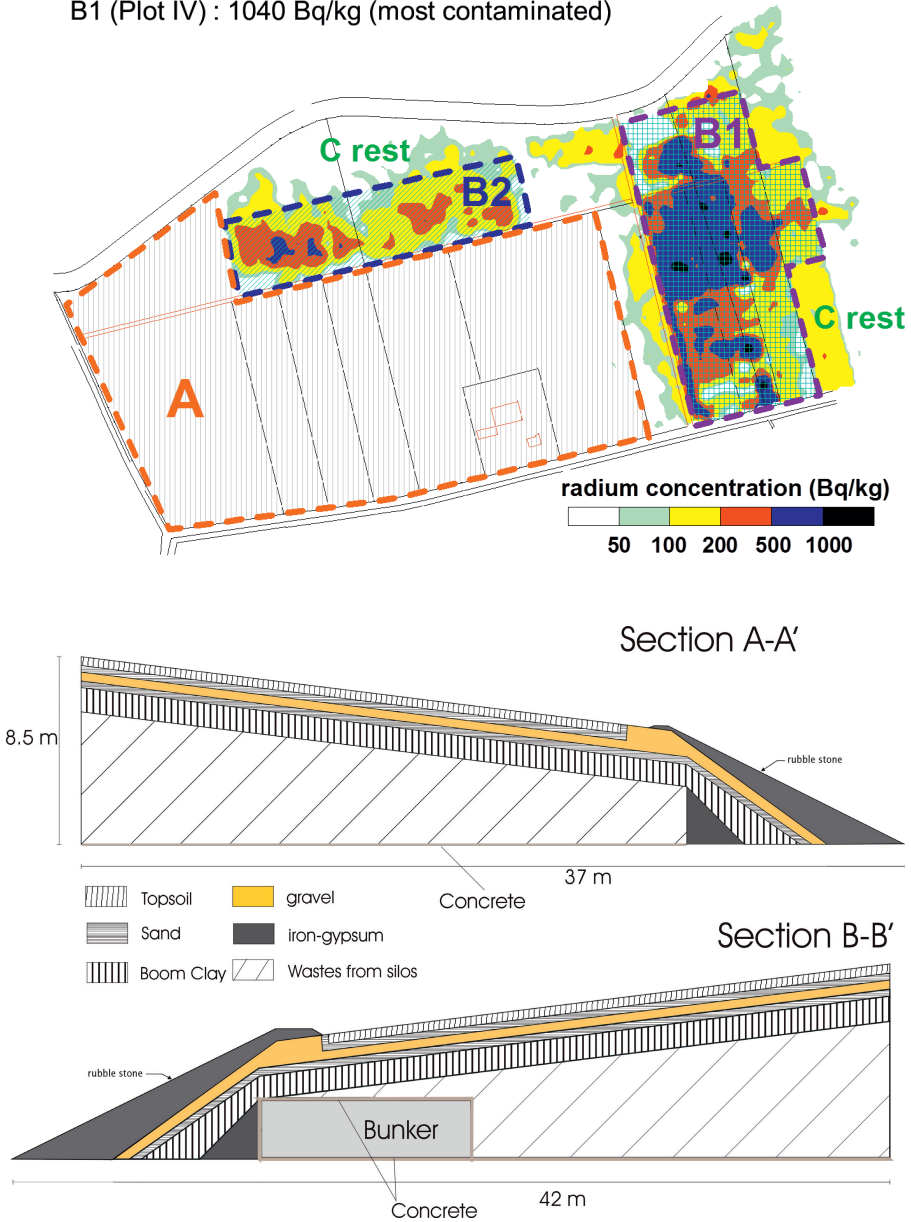 B1 (Plot IV) : 1040 Bq/kg (most contaminated)
C rest
B1
B2
C rest
A
radium concentration (Bq/kg)
50 100 200 500 1000
Section A-A'
8.5 m
rubble stone
37 m
Concrete
Topsoil
gravel
Sand
iron-gypsum
Boom Clay
Wastes from silos
Section B-B'
rubble stone
Bunker
42 m
Concrete